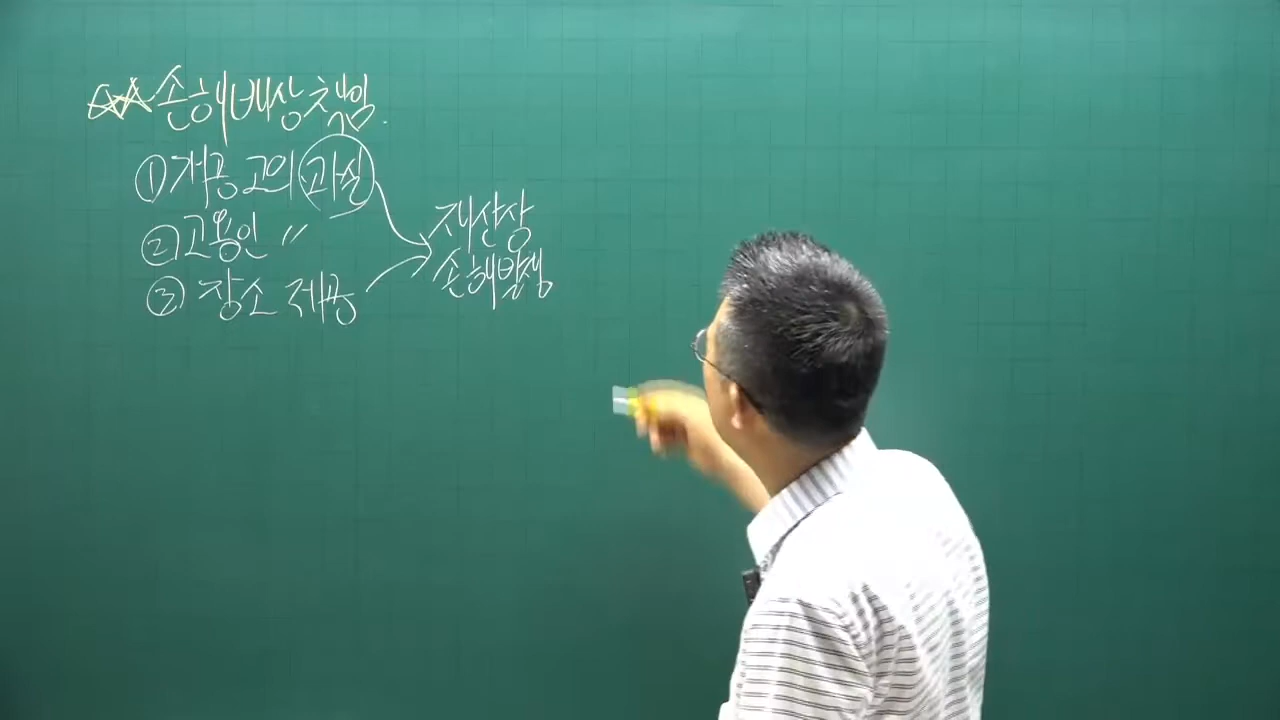 ☆☆ 손해배상책임.
① 개공 고의 과실
② 고용인 〃
③ 장소 제공
재산상
손해발생